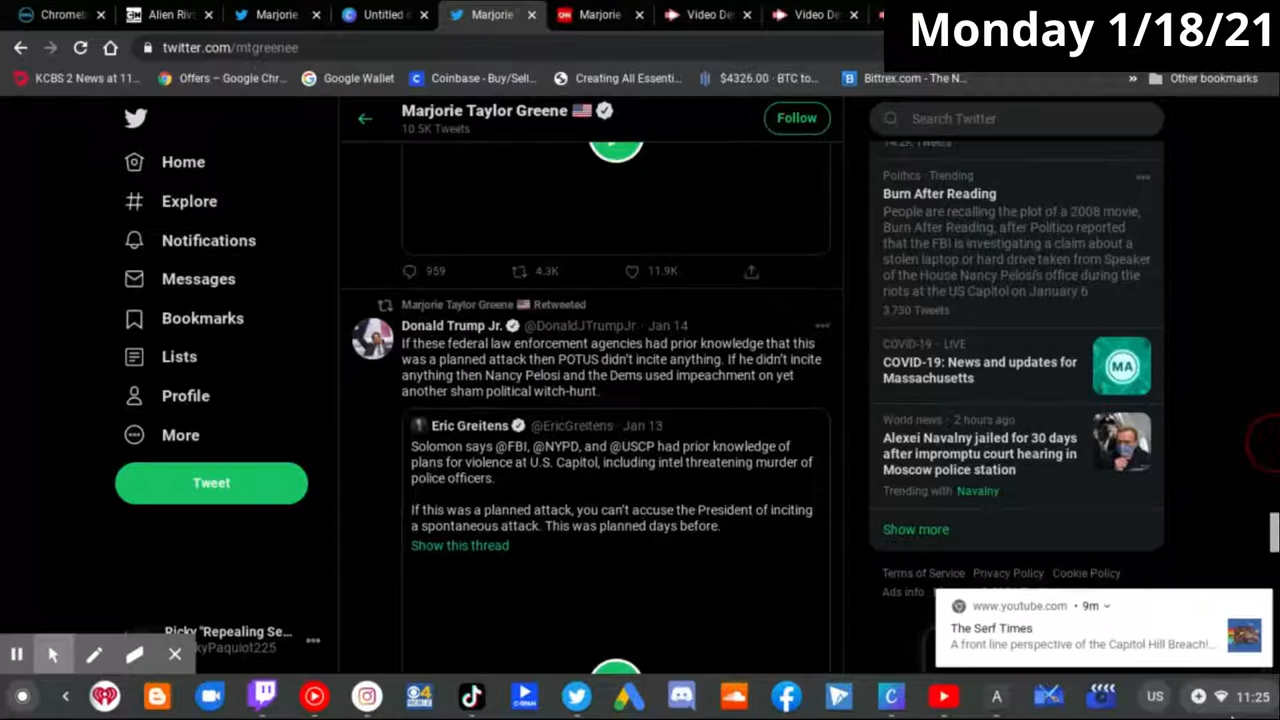 Chromeb
Alien Riv
Marjorie
Untitled
Marjorie
Marjorie
Video De
Video De
Monday 1/18/21
twitter.com/mtgreenee
KCBS 2 News at 11...
Offers – Google Chr...
Google Wallet
Coinbase - Buy/Sell...
Creating All Essenti...
$4326.00 · BTC to...
Bittrex.com - The N...
»
Other bookmarks
Home
Explore
Notifications
Messages
Bookmarks
Lists
Profile
More
Tweet
Ricky "Repealing Se...
kyPaquiot225
Marjorie Taylor Greene
10.5K Tweets
Follow
959
4.3K
11.9K
Marjorie Taylor Greene Retweeted
Donald Trump Jr. @DonaldJTrumpJr · Jan 14
If these federal law enforcement agencies had prior knowledge that this
was a planned attack then POTUS didn't incite anything. If he didn't incite
anything then Nancy Pelosi and the Dems used impeachment on yet
another sham political witch-hunt.
Eric Greitens @EricGreitens · Jan 13
Solomon says @FBI, @NYPD, and @USCP had prior knowledge of
plans for violence at U.S. Capitol, including intel threatening murder of
police officers.
If this was a planned attack, you can't accuse the President of inciting
a spontaneous attack. This was planned days before.
Show this thread
Search Twitter
14.2K Tweets
Politics · Trending
Burn After Reading
People are recalling the plot of a 2008 movie,
Burn After Reading, after Politico reported
that the FBI is investigating a claim about a
stolen laptop or hard drive taken from Speaker
of the House Nancy Pelosi's office during the
riots at the US Capitol on January 6
3,730 Tweets
COVID-19 · LIVE
COVID-19: News and updates for
Massachusetts
MA
World news · 2 hours ago
Alexei Navalny jailed for 30 days
after impromptu court hearing in
Moscow police station
Trending with Navalny
Show more
Terms of Service Privacy Policy Cookie Policy
Ads info
www.youtube.com • 9m
The Serf Times
A front line perspective of the Capitol Hill Breach!...
US
11:25